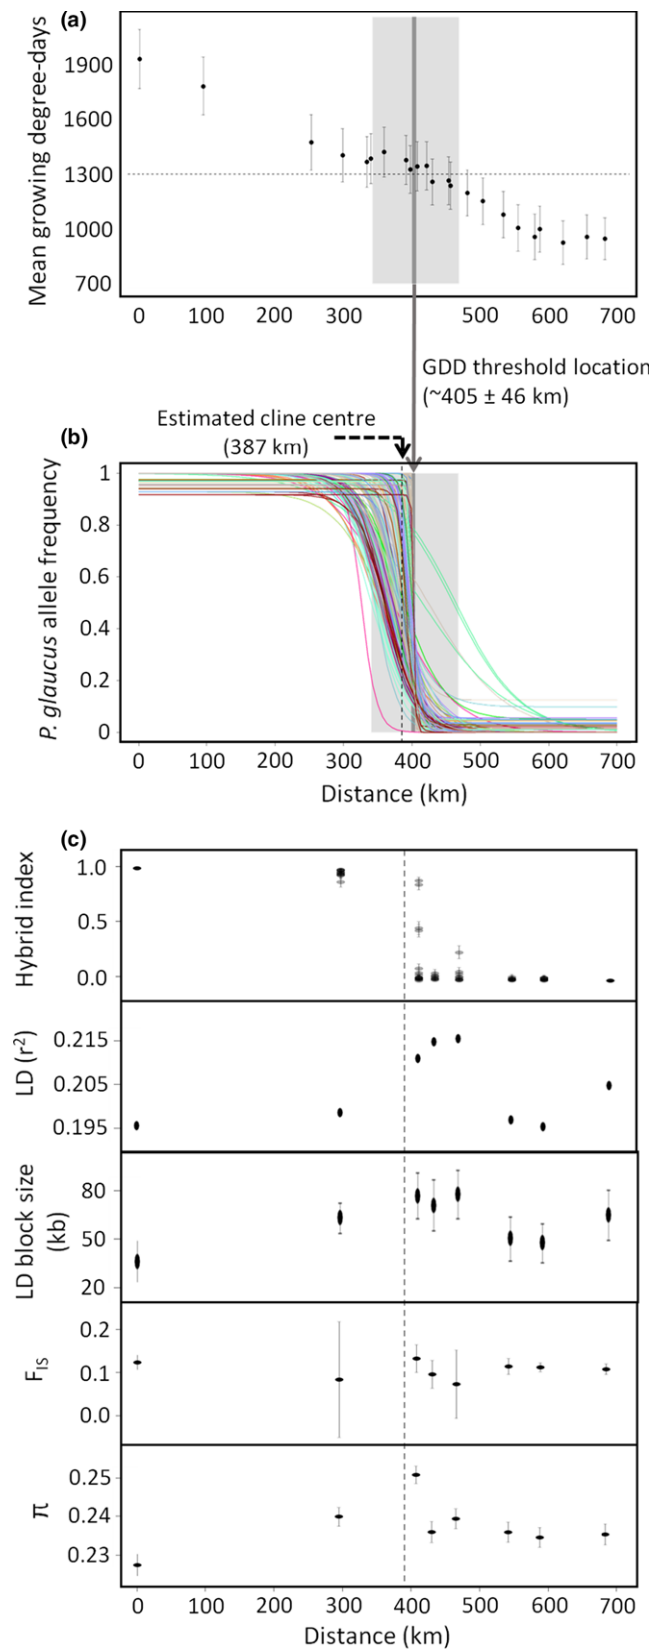 (a)
Mean growing degree-days
1900
1600
1300
1000
700
0 100 200 300 400 500 600 700
GDD threshold location
(~405 ± 46 km)
Estimated cline centre
(387 km)
(b)
P. glaucus allele frequency
1
0.8
0.6
0.4
0.2
0
0 100 200 300 400 500 600 700
Distance (km)
(c)
Hybrid index
1.0
0.5
0.0
LD (r²)
0.215
0.205
0.195
LD block size
(kb)
80
50
20
FIS
0.2
0.1
0.0
π
0.25
0.24
0.23
0 100 200 300 400 500 600 700
Distance (km)